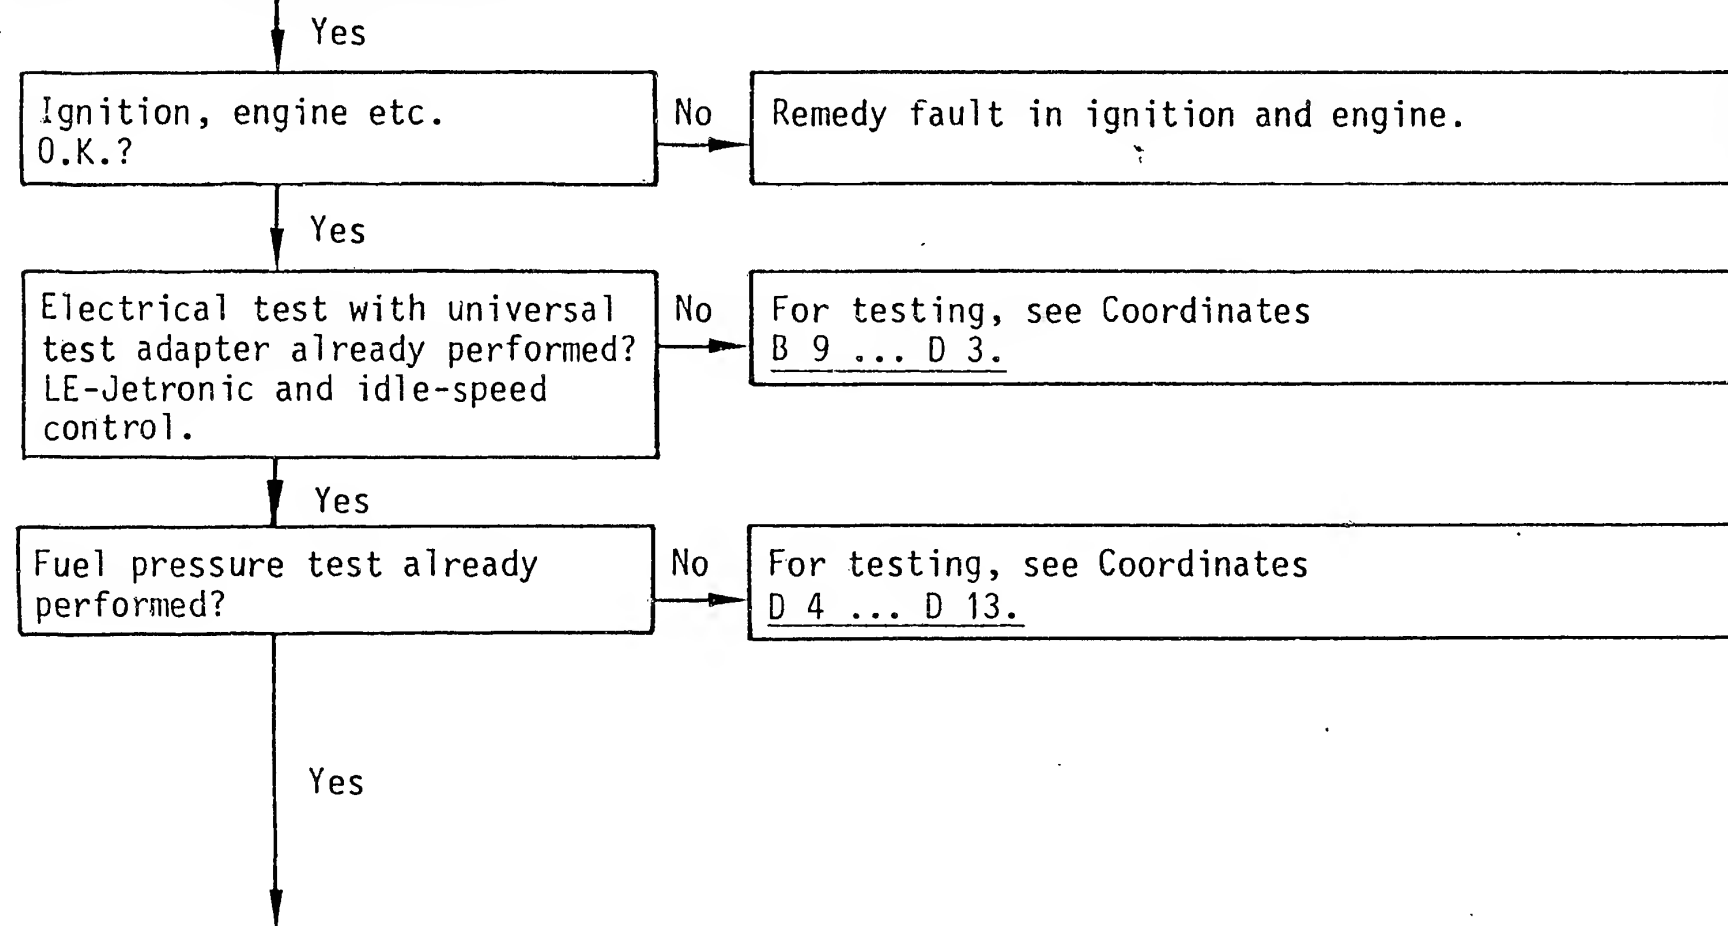 Yes
Ignition, engine etc.
O.K.?
No
Remedy fault in ignition and engine.
Yes
Electrical test with universal
test adapter already performed?
LE-Jetronic and idle-speed
control.
No
For testing, see Coordinates
B 9 ... D 3.
Yes
Fuel pressure test already
performed?
No
For testing, see Coordinates
D 4 ... D 13.
Yes